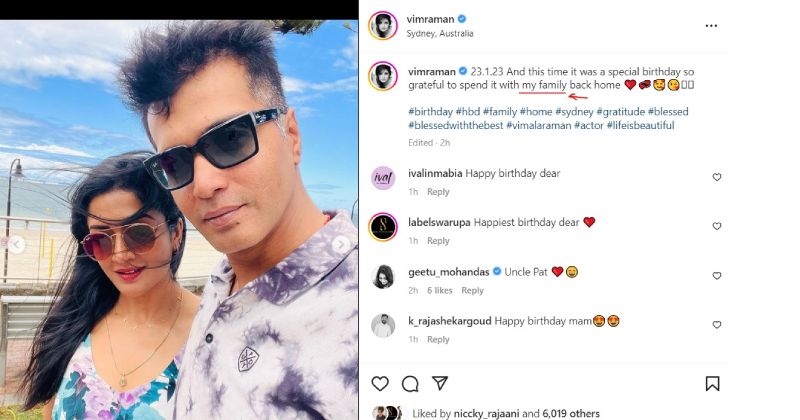 vimraman
Sydney, Australia
vimraman 23.1.23 And this time it was a special birthday so
grateful to spend it with my family back home ❤️💋🥰😘
#birthday #hbd #family #home #sydney #gratitude #blessed
#blessedwiththebest #vimalaraman #actor #lifeisbeautiful
Edited · 2h
ival
ivalinmabia Happy birthday dear
1h Reply
labelswarupa Happiest birthday dear ❤️
1h Reply
geetu_mohandas Uncle Pat ❤️😄
2h 6 likes Reply
k_rajashekargoud Happy birthday mam😍😍
1h Reply
Liked by niccky_rajaani and 6,019 others